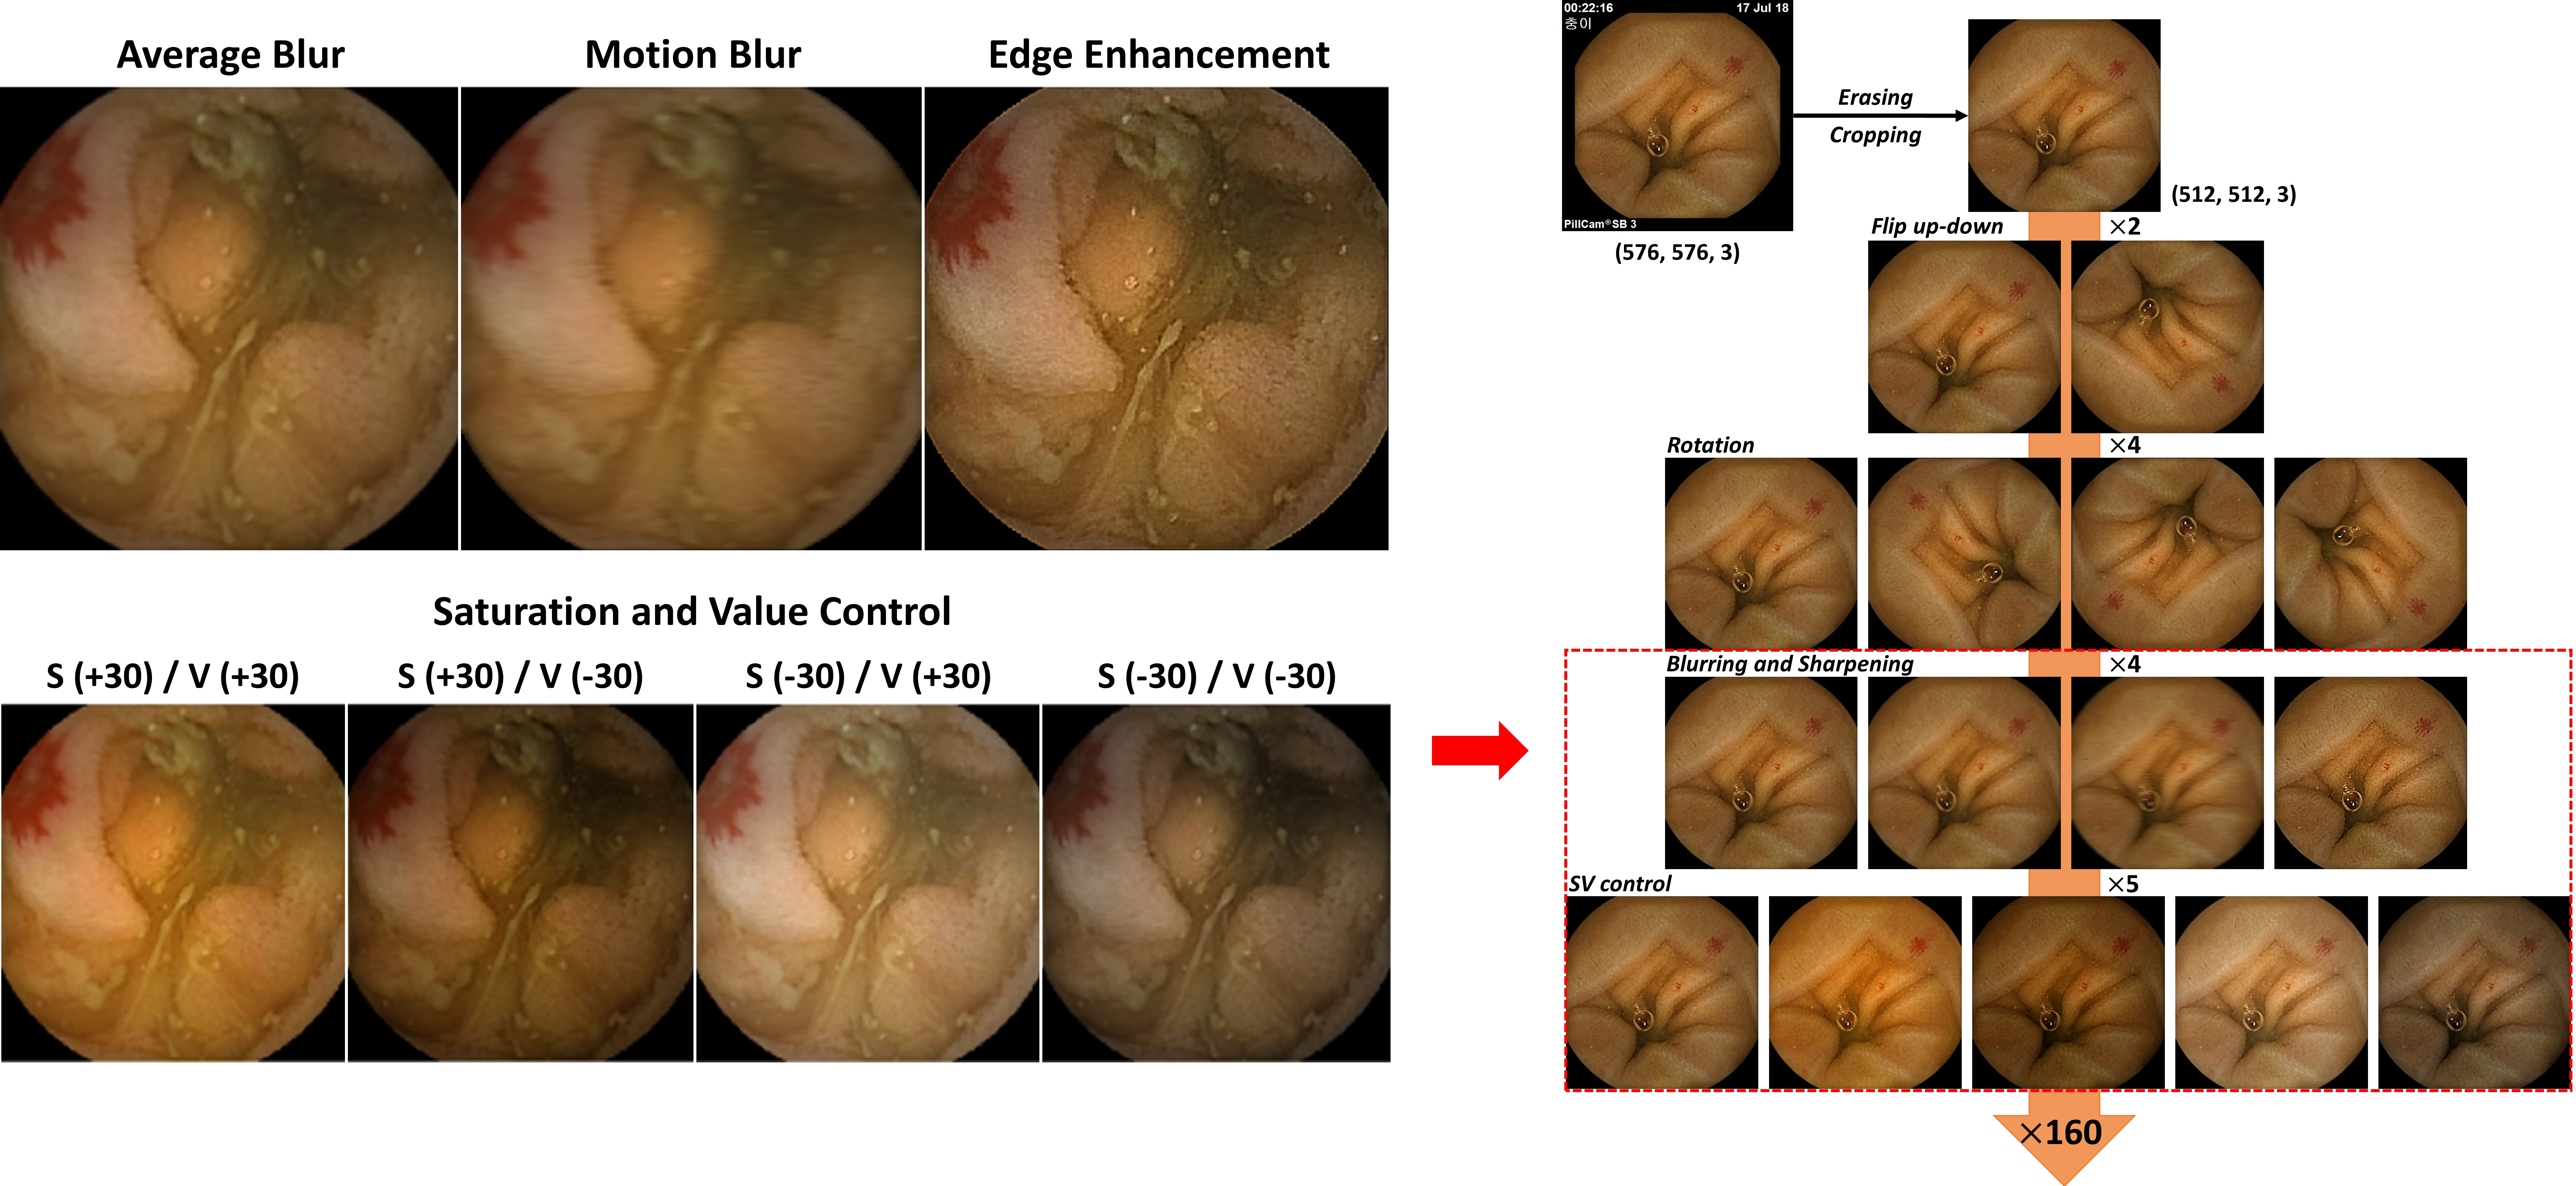 Average Blur
Motion Blur
Edge Enhancement
Saturation and Value Control
S (+30) / V (+30)
S (+30) / V (-30)
S (-30) / V (+30)
S (-30) / V (-30)
00:22:16
17 Jul 18
충이
PillCam®SB 3
(576, 576, 3)
Erasing
Cropping
(512, 512, 3)
Flip up-down
×2
Rotation
×4
Blurring and Sharpening
×4
SV control
×5
×160